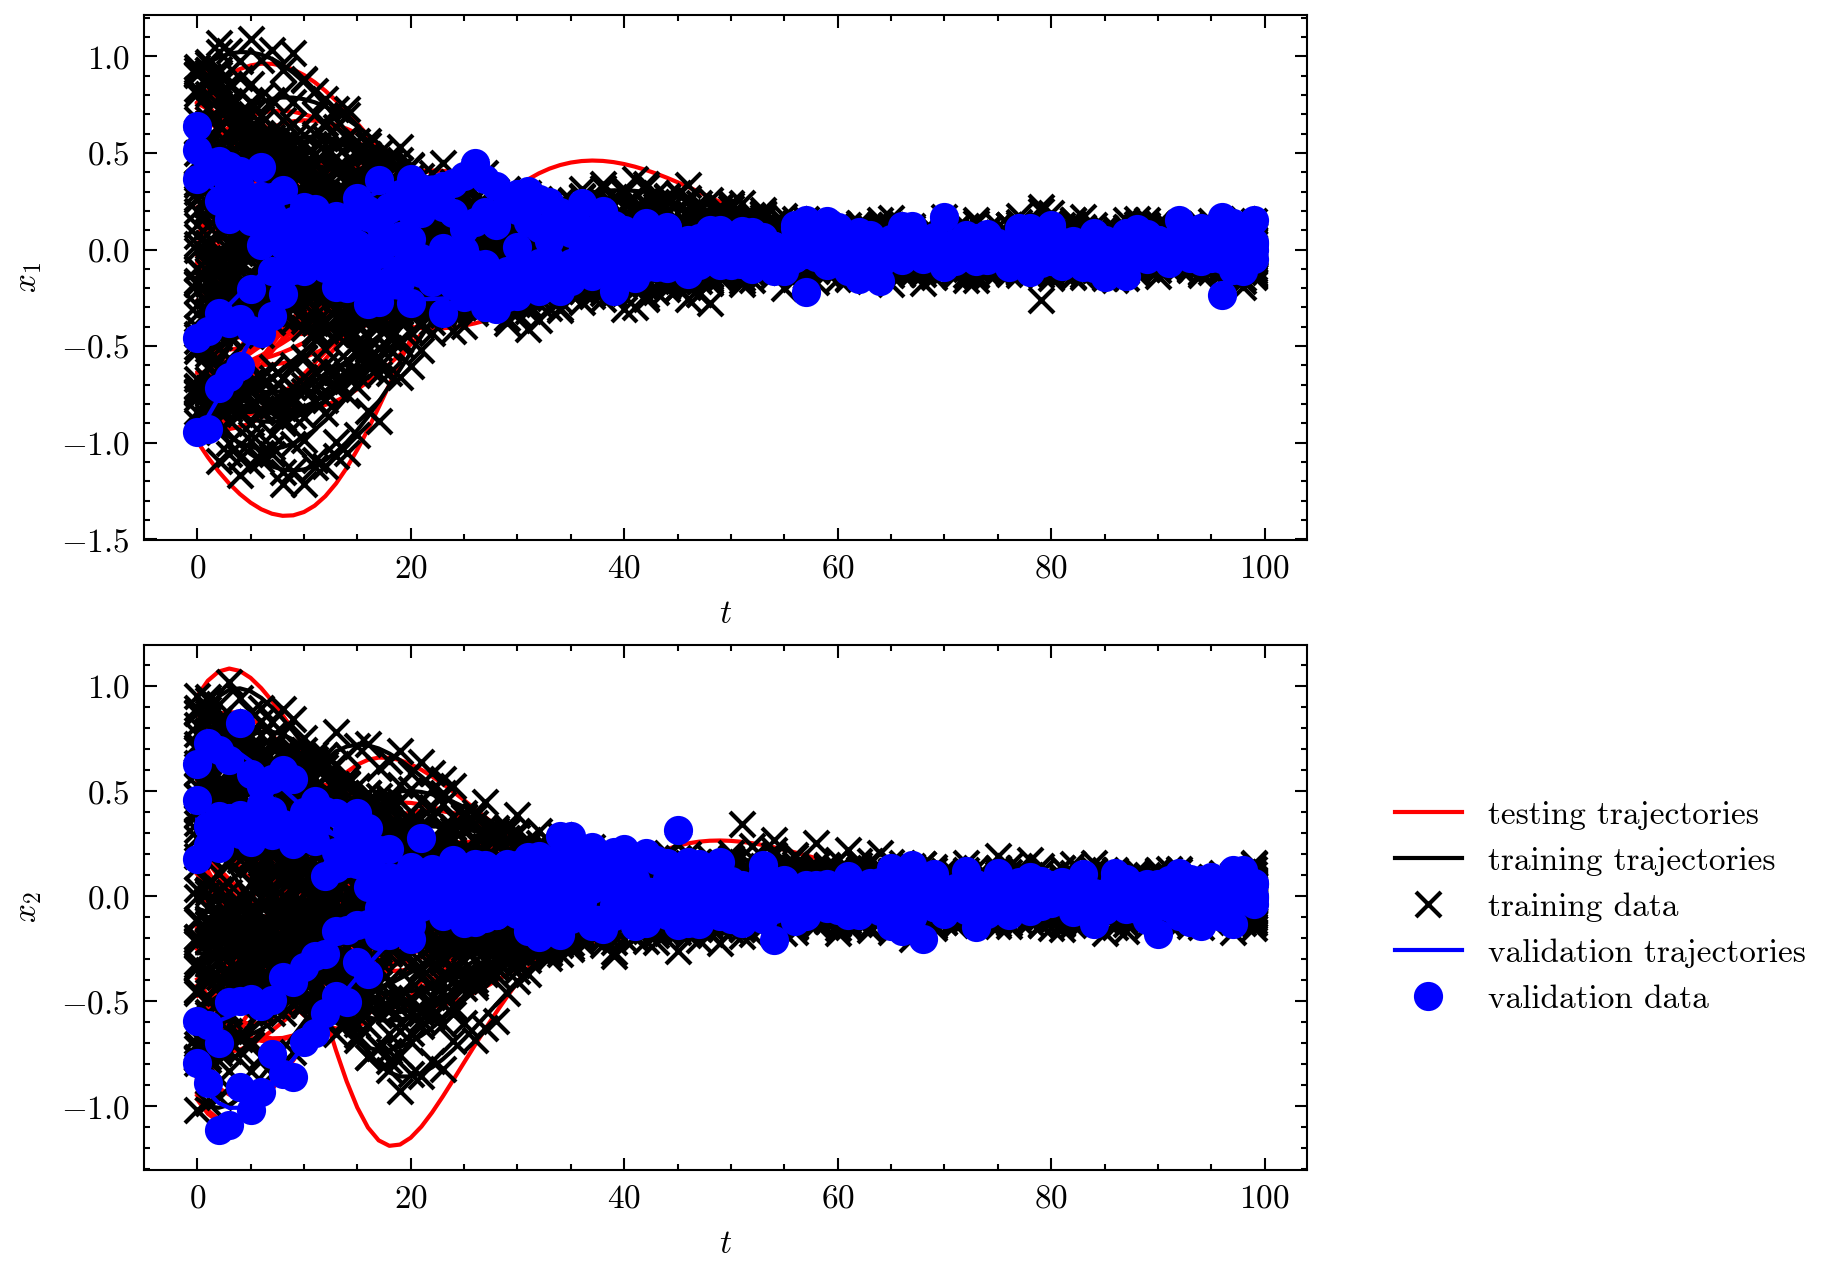 1.0
0.5
0.0
−0.5
−1.0
−1.5
x₁
0 20 40 60 80 100
t
1.0
0.5
0.0
−0.5
−1.0
x₂
0 20 40 60 80 100
t
testing trajectories
training trajectories
training data
validation trajectories
validation data